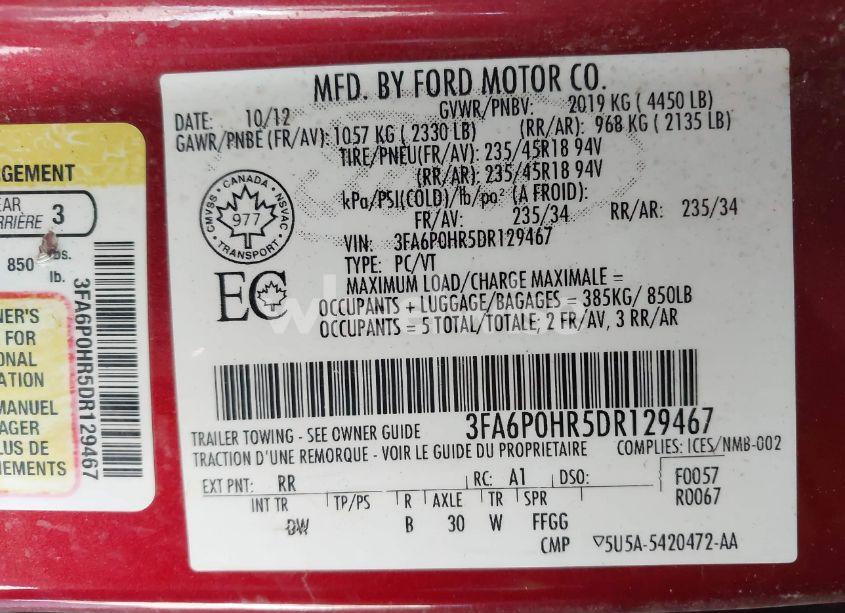 MFD. BY FORD MOTOR CO.
DATE: 10/12 GVWR/PNBV: 2019 KG (4450 LB)
GAWR/PNBE (FR/AV): 1057 KG (2330 LB) (RR/AR): 968 KG (2135 LB)
TIRE/PNEU(FR/AV): 235/45R18 94V
(RR/AR): 235/45R18 94V
kPa/PSI(COLD)/lb/po² (A FROID):
FR/AV: 235/34 RR/AR: 235/34
VIN: 3FA6P0HR5DR129467
TYPE: PC/VT
MAXIMUM LOAD/CHARGE MAXIMALE =
OCCUPANTS + LUGGAGE/BAGAGES = 385KG/ 850LB
OCCUPANTS = 5 TOTAL/TOTALE; 2 FR/AV, 3 RR/AR
CANADA
CMVSS NSVAC
977
TRANSPORT
EC
3FA6P0HR5DR129467
TRAILER TOWING - SEE OWNER GUIDE
COMPLIES: ICES/NMB-002
TRACTION D'UNE REMORQUE - VOIR LE GUIDE DU PROPRIETAIRE
EXT PNT: RR RC: A1 DSO: F0057
R0067
INT TR TP/PS R AXLE TR SPR
DW B 30 W FFGG
CMP ▽5U5A-5420472-AA
RGEMENT
EAR
RRIÈRE 3
850 lbs.
lb.
3FA6P0HR5DR129467
NER'S
FOR
ONAL
ATION
MANUEL
AGER
LUS DE
NEMENTS